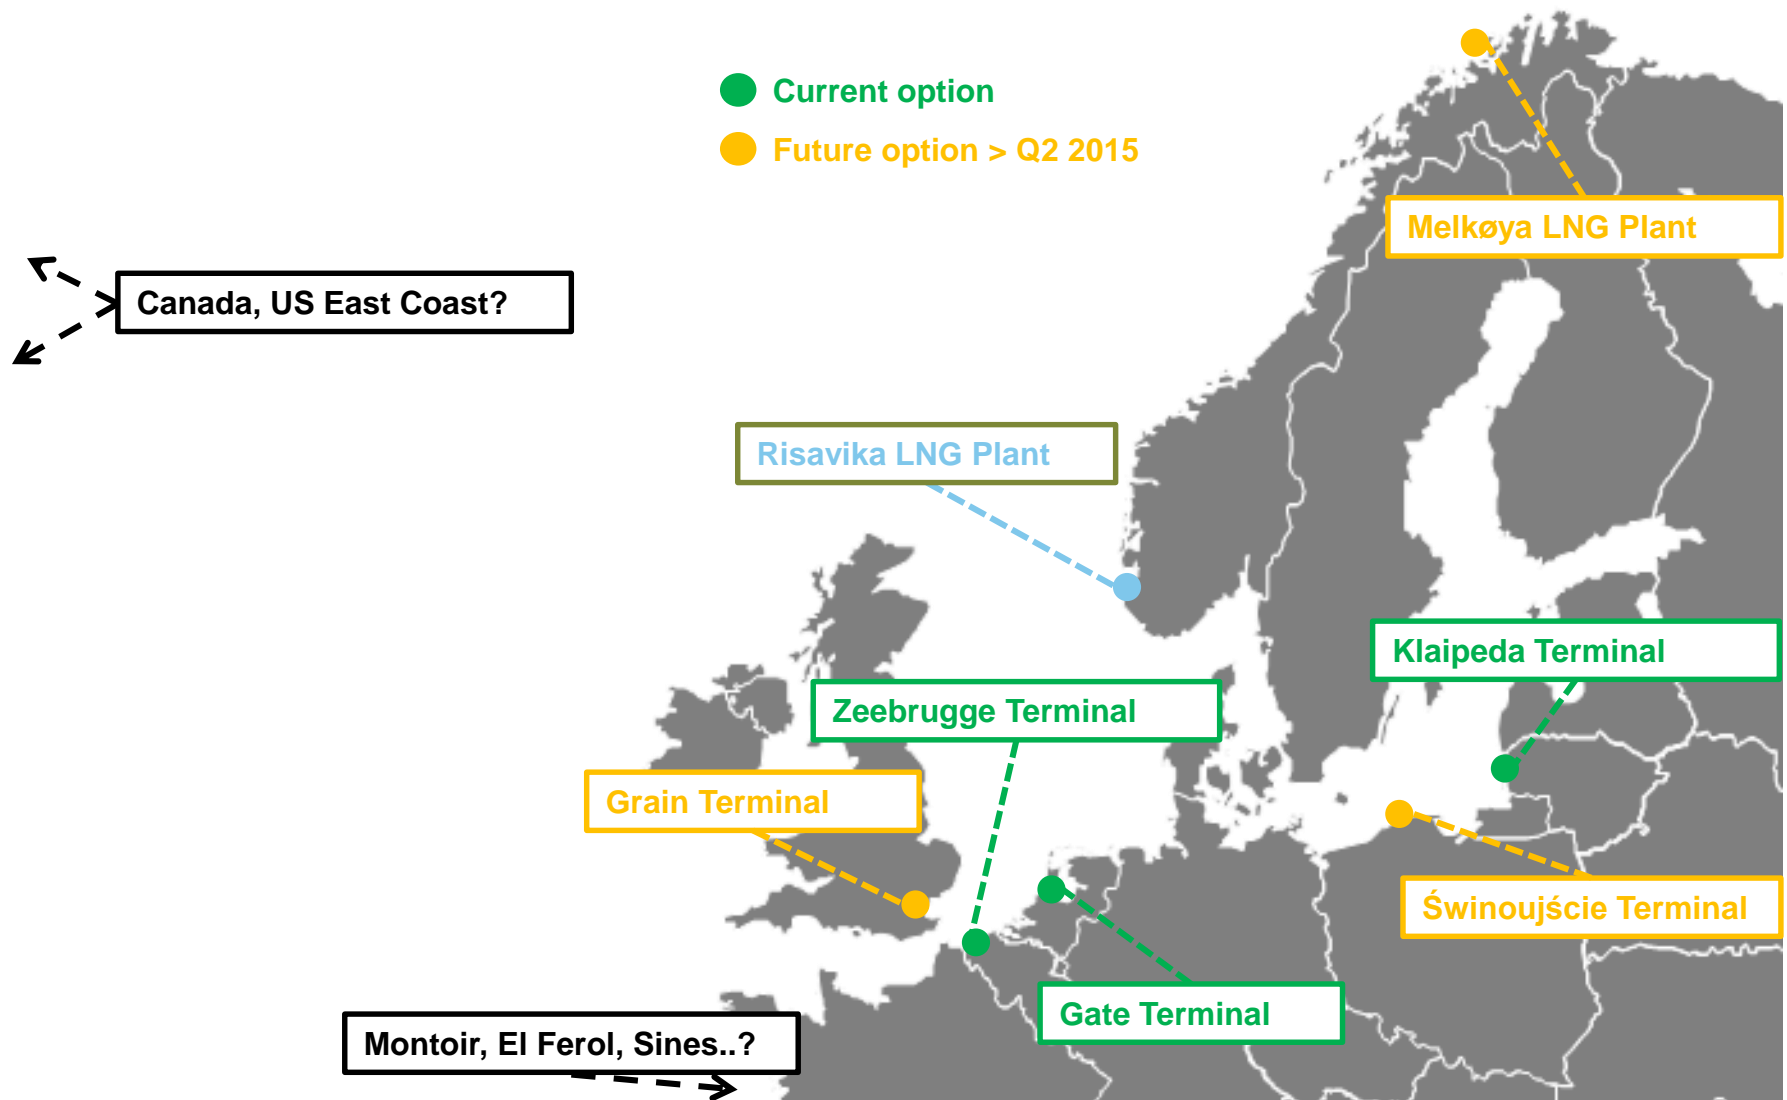 Current option
Future option > Q2 2015
Melkøya LNG Plant
Canada, US East Coast?
Risavika LNG Plant
Klaipeda Terminal
Zeebrugge Terminal
Grain Terminal
Świnoujście Terminal
Gate Terminal
Montoir, El Ferol, Sines..?